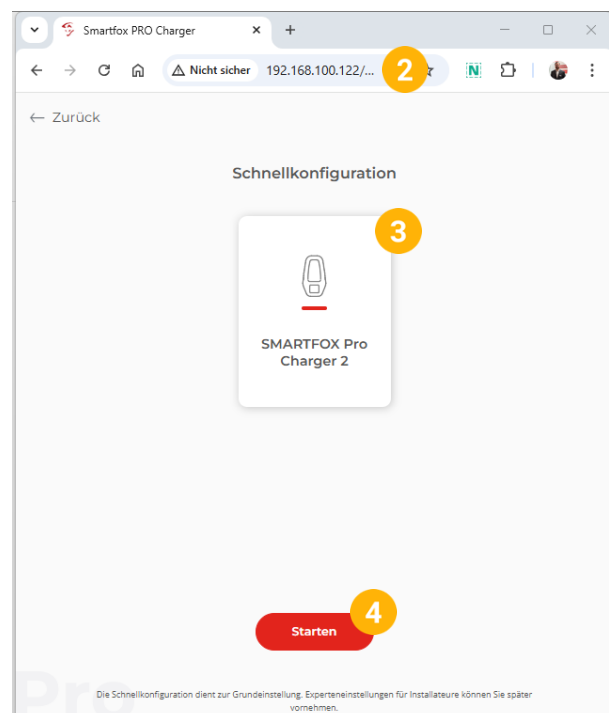 Smartfox PRO Charger
Nicht sicher 192.168.100.122/... 2
N
← Zurück
Schnellkonfiguration
3
SMARTFOX Pro
Charger 2
4
Starten
Pro
Die Schnellkonfiguration dient zur Grundeinstellung. Experteneinstellungen für Installateure können Sie später
vornehmen.